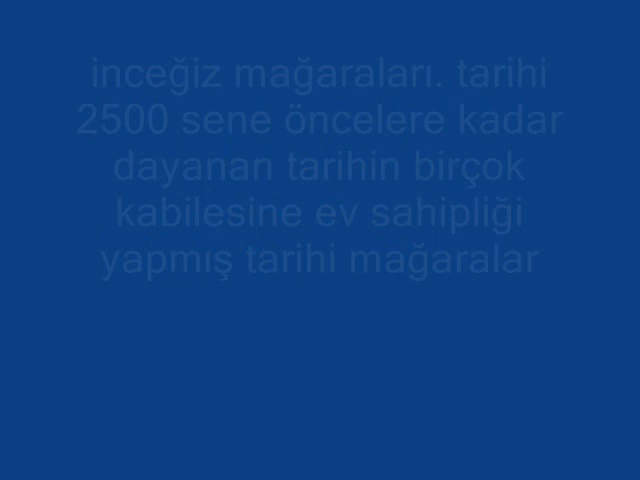 inceğiz mağaraları. tarihi
2500 sene öncelere kadar
dayanan tarihin birçok
kabilesine ev sahipliği
yapmış tarihi mağaralar